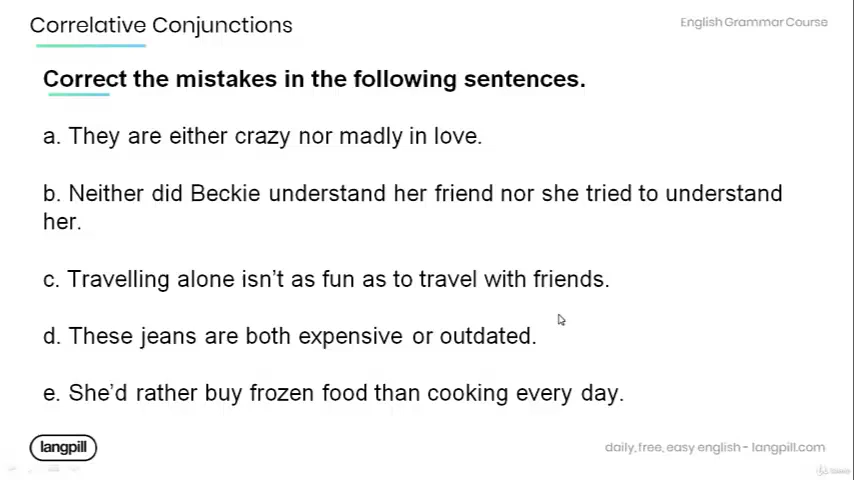 Correlative Conjunctions
English Grammar Course
Correct the mistakes in the following sentences.
a. They are either crazy nor madly in love.
b. Neither did Beckie understand her friend nor she tried to understand
her.
c. Travelling alone isn't as fun as to travel with friends.
d. These jeans are both expensive or outdated.
e. She'd rather buy frozen food than cooking every day.
langpill
daily, free, easy english - langpill.com